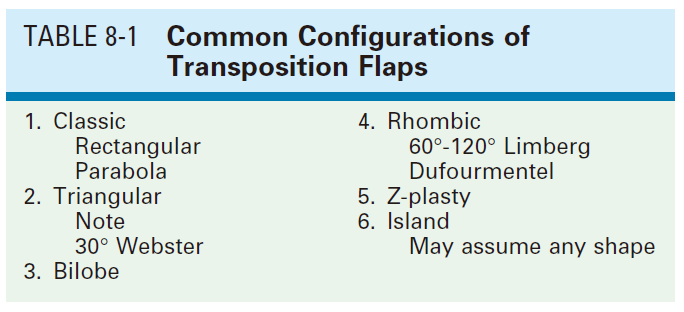 TABLE 8-1 Common Configurations of
Transposition Flaps
1. Classic
Rectangular
Parabola
2. Triangular
Note
30° Webster
3. Bilobe
4. Rhombic
60°-120° Limberg
Dufourmentel
5. Z-plasty
6. Island
May assume any shape